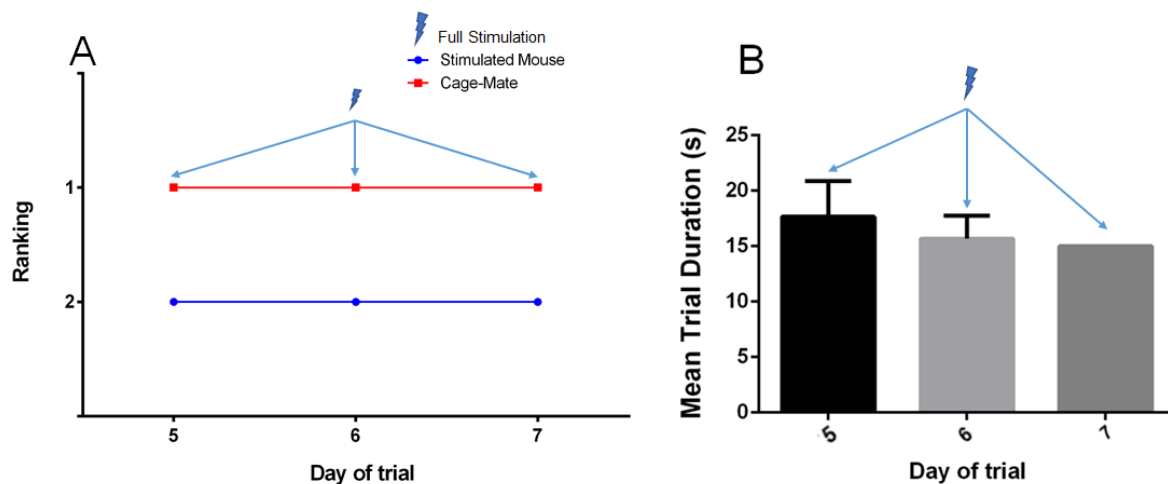 A
Full Stimulation
Stimulated Mouse
Cage-Mate
Ranking
1
2
5 6 7
Day of trial
B
Mean Trial Duration (s)
25
20
15
10
5
0
5 6 7
Day of trial